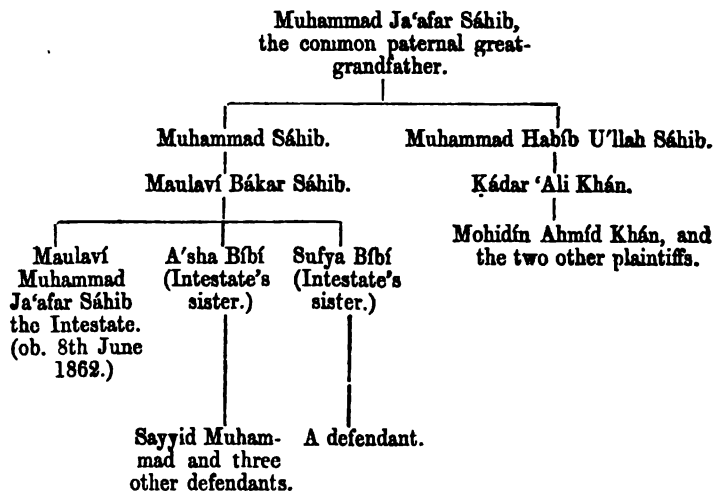 Muhammad Ja‘afar Sáhib,
the common paternal great-
grandfather.
Muhammad Sáhib.
Muhammad Habíb U'llah Sáhib.
Maulaví Bákar Sáhib.
Ḳádar ‘Ali Khán.
Maulaví
Muhammad
Ja‘afar Sáhib
the Intestate.
(ob. 8th June
1862.)
A'sha Bíbí
(Intestate's
sister.)
Sufya Bíbí
(Intestate's
sister.)
Mohidín Ahmíd Khán, and
the two other plaintiffs.
Sayyid Muham-
mad and three
other defendants.
A defendant.